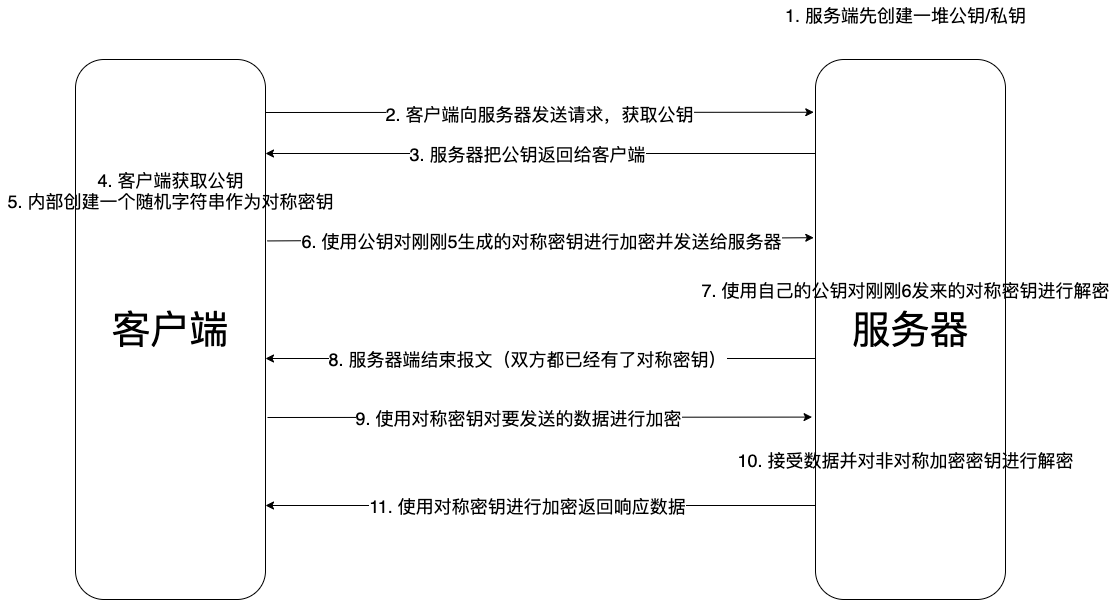 1. 服务端先创建一堆公钥/私钥
2. 客户端向服务器发送请求，获取公钥
3. 服务器把公钥返回给客户端
4. 客户端获取公钥
5. 内部创建一个随机字符串作为对称密钥
6. 使用公钥对刚刚5生成的对称密钥进行加密并发送给服务器
7. 使用自己的公钥对刚刚6发来的对称密钥进行解密
客户端
服务器
8. 服务器端结束报文（双方都已经有了对称密钥）
9. 使用对称密钥对要发送的数据进行加密
10. 接受数据并对非对称加密密钥进行解密
11. 使用对称密钥进行加密返回响应数据